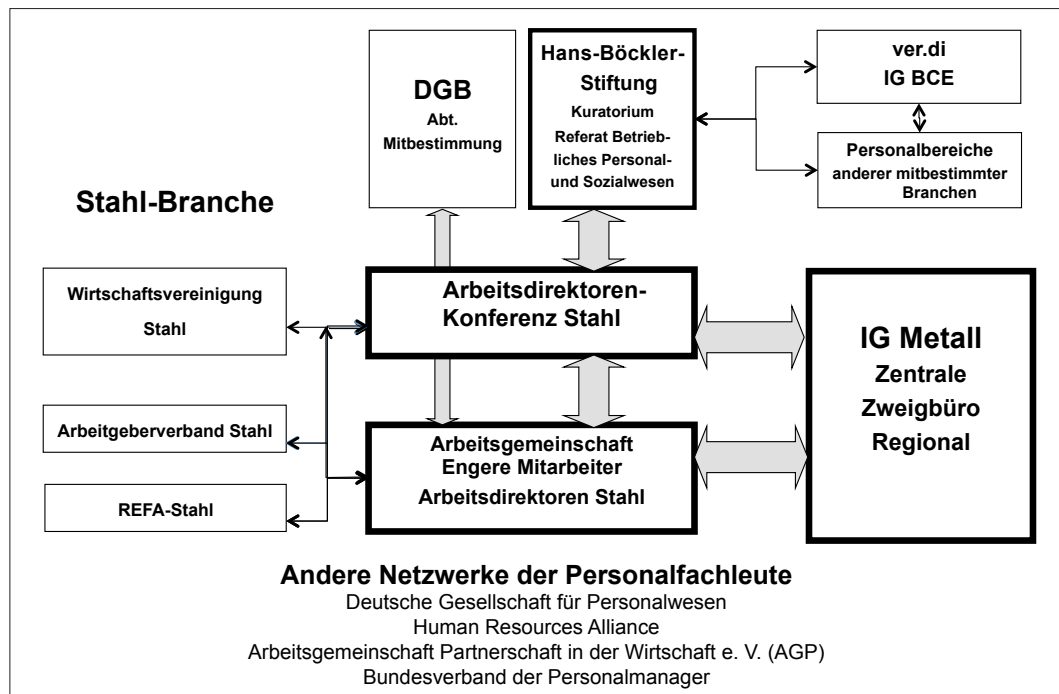 DGB
Abt.
Mitbestimmung
Hans-Böckler-
Stiftung
Kuratorium
Referat Betrieb-
liches Personal-
und Sozialwesen
ver.di
IG BCE
Personalbereiche
anderer mitbestimmter
Branchen
Stahl-Branche
Wirtschaftsvereinigung
Stahl
Arbeitgeberverband Stahl
REFA-Stahl
Arbeitsdirektoren-
Konferenz Stahl
Arbeitsgemeinschaft
Engere Mitarbeiter
Arbeitsdirektoren Stahl
IG Metall
Zentrale
Zweigbüro
Regional
Andere Netzwerke der Personalfachleute
Deutsche Gesellschaft für Personalwesen
Human Resources Alliance
Arbeitsgemeinschaft Partnerschaft in der Wirtschaft e. V. (AGP)
Bundesverband der Personalmanager